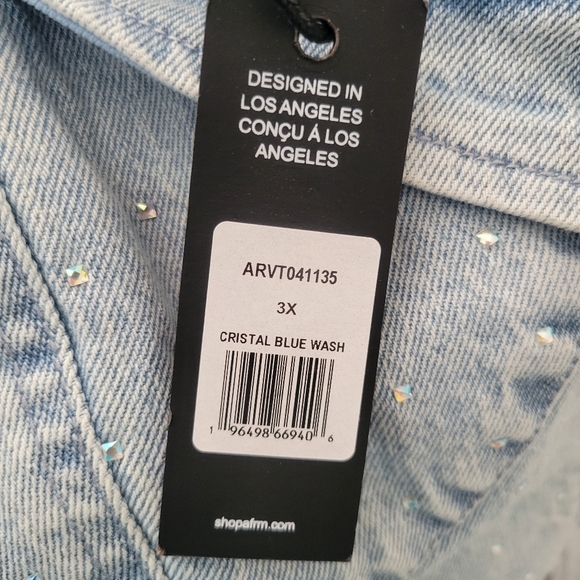 DESIGNED IN
LOS ANGELES
CONÇU Á LOS
ANGELES
ARVT041135
3X
CRISTAL BLUE WASH
1 96498 66940 6
shopafrm.com